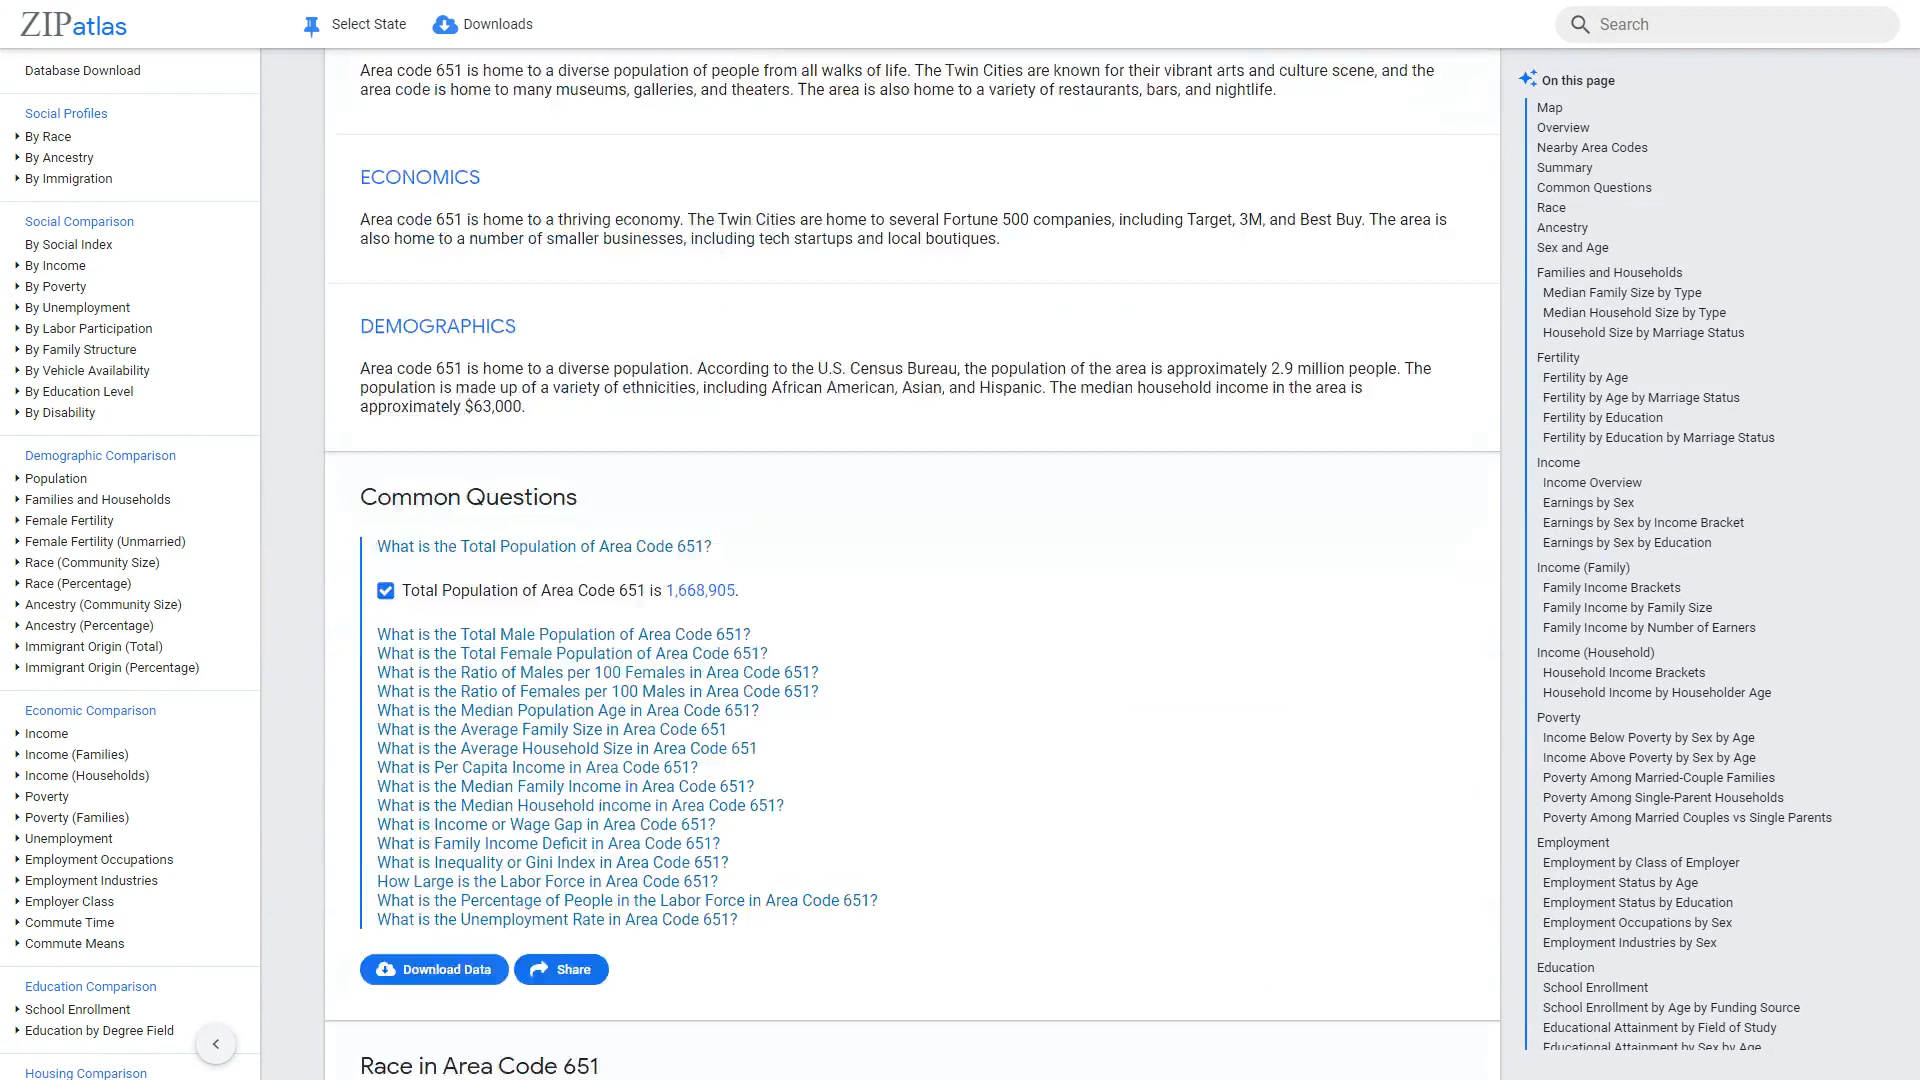 ZIPatlas
Select State
Downloads
Search
Database Download
Social Profiles
By Race
By Ancestry
By Immigration
Social Comparison
By Social Index
By Income
By Poverty
By Unemployment
By Labor Participation
By Family Structure
By Vehicle Availability
By Education Level
By Disability
Demographic Comparison
Population
Families and Households
Female Fertility
Female Fertility (Unmarried)
Race (Community Size)
Race (Percentage)
Ancestry (Community Size)
Ancestry (Percentage)
Immigrant Origin (Total)
Immigrant Origin (Percentage)
Economic Comparison
Income
Income (Families)
Income (Households)
Poverty
Poverty (Families)
Unemployment
Employment Occupations
Employment Industries
Employer Class
Commute Time
Commute Means
Education Comparison
School Enrollment
Education by Degree Field
Housing Comparison
Area code 651 is home to a diverse population of people from all walks of life. The Twin Cities are known for their vibrant arts and culture scene, and the
area code is home to many museums, galleries, and theaters. The area is also home to a variety of restaurants, bars, and nightlife.
ECONOMICS
Area code 651 is home to a thriving economy. The Twin Cities are home to several Fortune 500 companies, including Target, 3M, and Best Buy. The area is
also home to a number of smaller businesses, including tech startups and local boutiques.
DEMOGRAPHICS
Area code 651 is home to a diverse population. According to the U.S. Census Bureau, the population of the area is approximately 2.9 million people. The
population is made up of a variety of ethnicities, including African American, Asian, and Hispanic. The median household income in the area is
approximately $63,000.
Common Questions
What is the Total Population of Area Code 651?
Total Population of Area Code 651 is 1,668,905.
What is the Total Male Population of Area Code 651?
What is the Total Female Population of Area Code 651?
What is the Ratio of Males per 100 Females in Area Code 651?
What is the Ratio of Females per 100 Males in Area Code 651?
What is the Median Population Age in Area Code 651?
What is the Average Family Size in Area Code 651
What is the Average Household Size in Area Code 651
What is Per Capita Income in Area Code 651?
What is the Median Family Income in Area Code 651?
What is the Median Household income in Area Code 651?
What is Income or Wage Gap in Area Code 651?
What is Family Income Deficit in Area Code 651?
What is Inequality or Gini Index in Area Code 651?
How Large is the Labor Force in Area Code 651?
What is the Percentage of People in the Labor Force in Area Code 651?
What is the Unemployment Rate in Area Code 651?
Download Data
Share
Race in Area Code 651
On this page
Map
Overview
Nearby Area Codes
Summary
Common Questions
Race
Ancestry
Sex and Age
Families and Households
Median Family Size by Type
Median Household Size by Type
Household Size by Marriage Status
Fertility
Fertility by Age
Fertility by Age by Marriage Status
Fertility by Education
Fertility by Education by Marriage Status
Income
Income Overview
Earnings by Sex
Earnings by Sex by Income Bracket
Earnings by Sex by Education
Income (Family)
Family Income Brackets
Family Income by Family Size
Family Income by Number of Earners
Income (Household)
Household Income Brackets
Household Income by Householder Age
Poverty
Income Below Poverty by Sex by Age
Income Above Poverty by Sex by Age
Poverty Among Married-Couple Families
Poverty Among Single-Parent Households
Poverty Among Married Couples vs Single Parents
Employment
Employment by Class of Employer
Employment Status by Age
Employment Status by Education
Employment Occupations by Sex
Employment Industries by Sex
Education
School Enrollment
School Enrollment by Age by Funding Source
Educational Attainment by Field of Study
Educational Attainment by Sex by Age